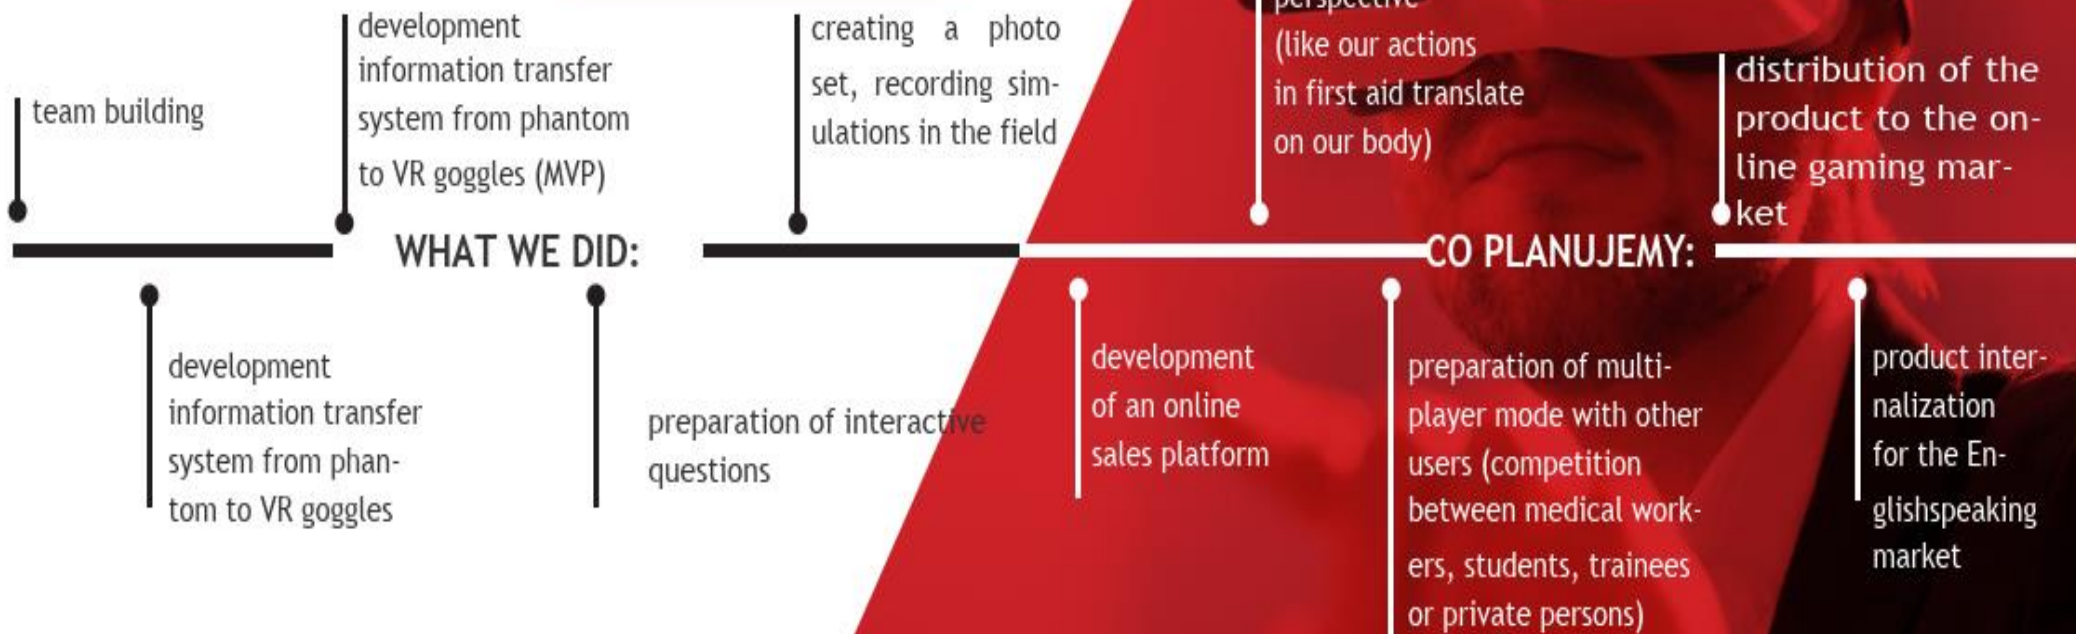 team building
development
information transfer
system from phantom
to VR goggles (MVP)
creating a photo
set, recording sim-
ulations in the field
perspective
(like our actions
in first aid translate
on our body)
distribution of the
product to the on-
line gaming mar-
ket
WHAT WE DID:
CO PLANUJEMY:
development
information transfer
system from phan-
tom to VR goggles
preparation of interactive
questions
development
of an online
sales platform
preparation of multi-
player mode with other
users (competition
between medical work-
ers, students, trainees
or private persons)
product inter-
nalization
for the En-
glishspeaking
market